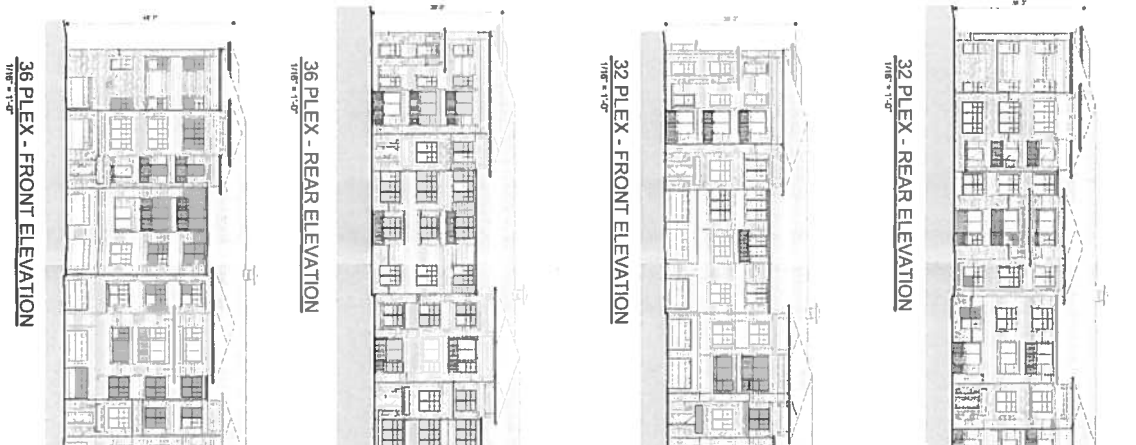 36 PLEX - FRONT ELEVATION
1/16" = 1'-0"
36 PLEX - REAR ELEVATION
1/16" = 1'-0"
32 PLEX - FRONT ELEVATION
1/16" = 1'-0"
32 PLEX - REAR ELEVATION
1/16" = 1'-0"